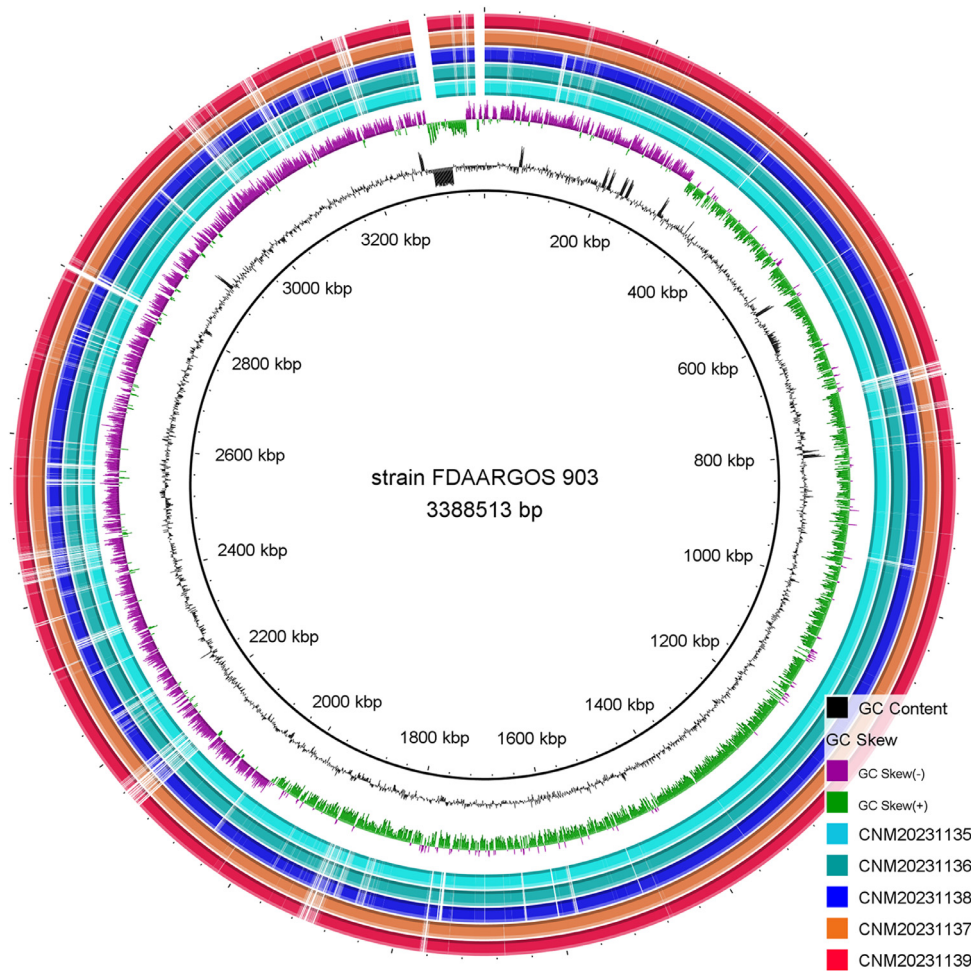 3200 kbp
200 kbp
3000 kbp
400 kbp
2800 kbp
600 kbp
2600 kbp
800 kbp
strain FDAARGOS 903
3388513 bp
2400 kbp
1000 kbp
2200 kbp
1200 kbp
2000 kbp
1400 kbp
1800 kbp
1600 kbp
GC Content
GC Skew
GC Skew(-)
GC Skew(+)
CNM20231135
CNM20231136
CNM20231138
CNM20231137
CNM20231139